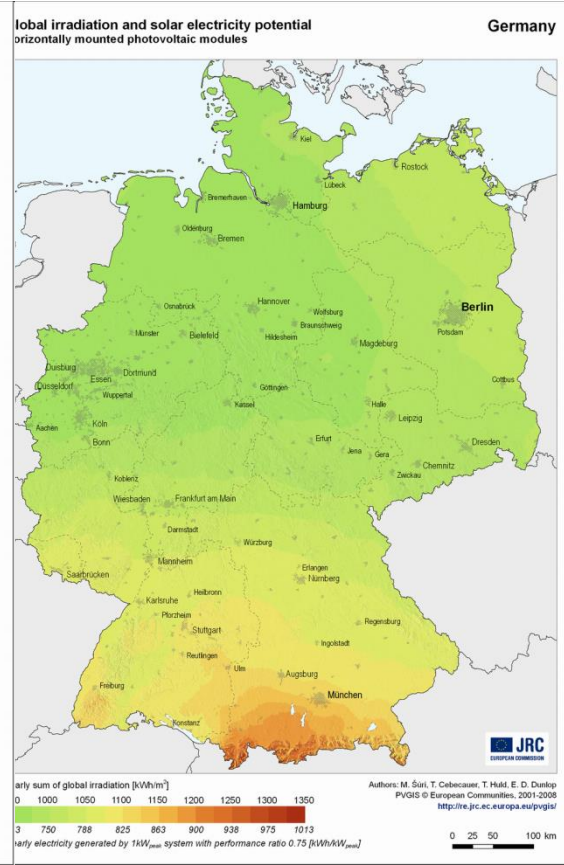 lobal irradiation and solar electricity potential
orizontally mounted photovoltaic modules
Germany
Kiel
Rostock
Lübeck
Bremerhaven
Hamburg
Oldenburg
Bremen
Osnabrück
Hannover
Wolfsburg
Berlin
Braunschweig
Potsdam
Münster
Bielefeld
Hildesheim
Magdeburg
Duisburg
Dortmund
Essen
Cottbus
Düsseldorf
Göttingen
Wuppertal
Kassel
Halle
Leipzig
Köln
Aachen
Erfurt
Dresden
Bonn
Jena
Gera
Chemnitz
Koblenz
Zwickau
Wiesbaden
Frankfurt am Main
Darmstadt
Würzburg
Mannheim
Erlangen
Saarbrücken
Nürnberg
Heilbronn
Karlsruhe
Pforzheim
Regensburg
Stuttgart
Ingolstadt
Reutlingen
Ulm
Augsburg
Freiburg
München
Konstanz
JRC
EUROPEAN COMMISSION
arly sum of global irradiation [kWh/m²]
0 1000 1050 1100 1150 1200 1250 1300 1350
3 750 788 825 863 900 938 975 1013
arly electricity generated by 1kWpeak system with performance ratio 0.75 [kWh/kWpeak]
Authors: M. Šúri, T. Cebecauer, T. Huld, E. D. Dunlop
PVGIS © European Communities, 2001-2008
http://re.jrc.ec.europa.eu/pvgis/
0 50 100 km